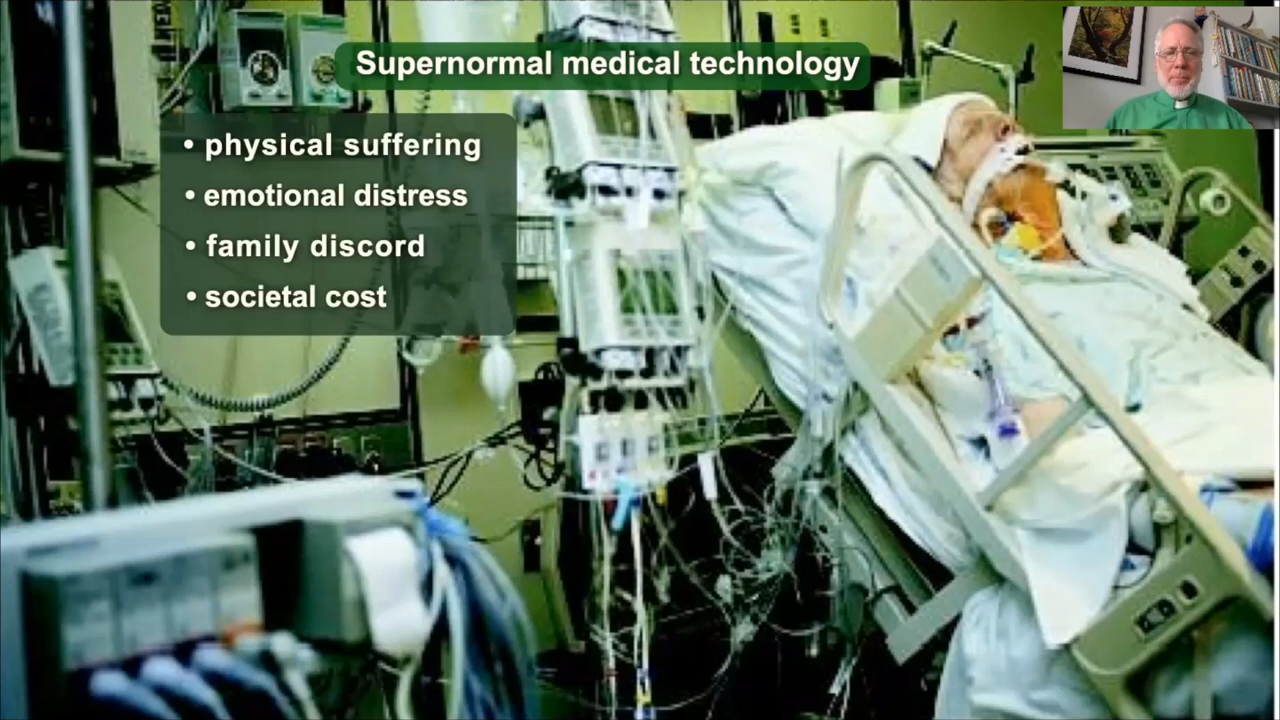 Supernormal medical technology
• physical suffering
• emotional distress
• family discord
• societal cost